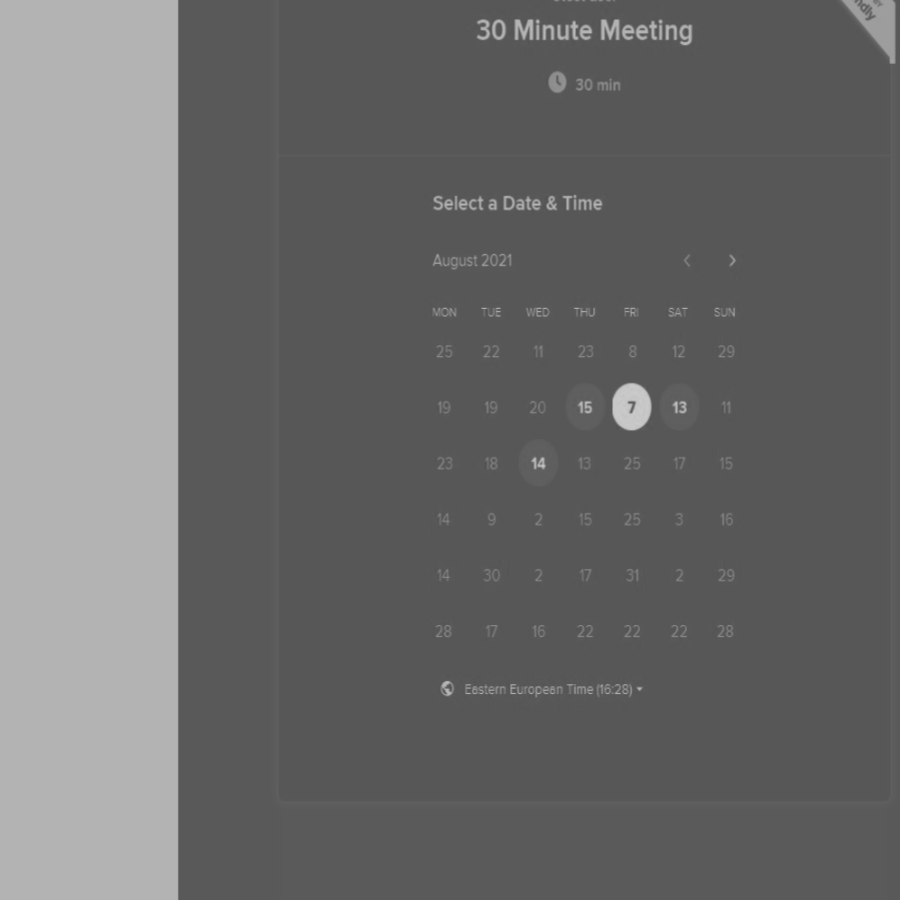 30 Minute Meeting
30 min
Select a Date & Time
August 2021
MON TUE WED THU FRI SAT SUN
25 22 11 23 8 12 29
19 19 20 15 7 13 11
23 18 14 13 25 17 15
14 9 2 15 25 3 16
14 30 2 17 31 2 29
28 17 16 22 22 22 28
Eastern European Time (16:28)